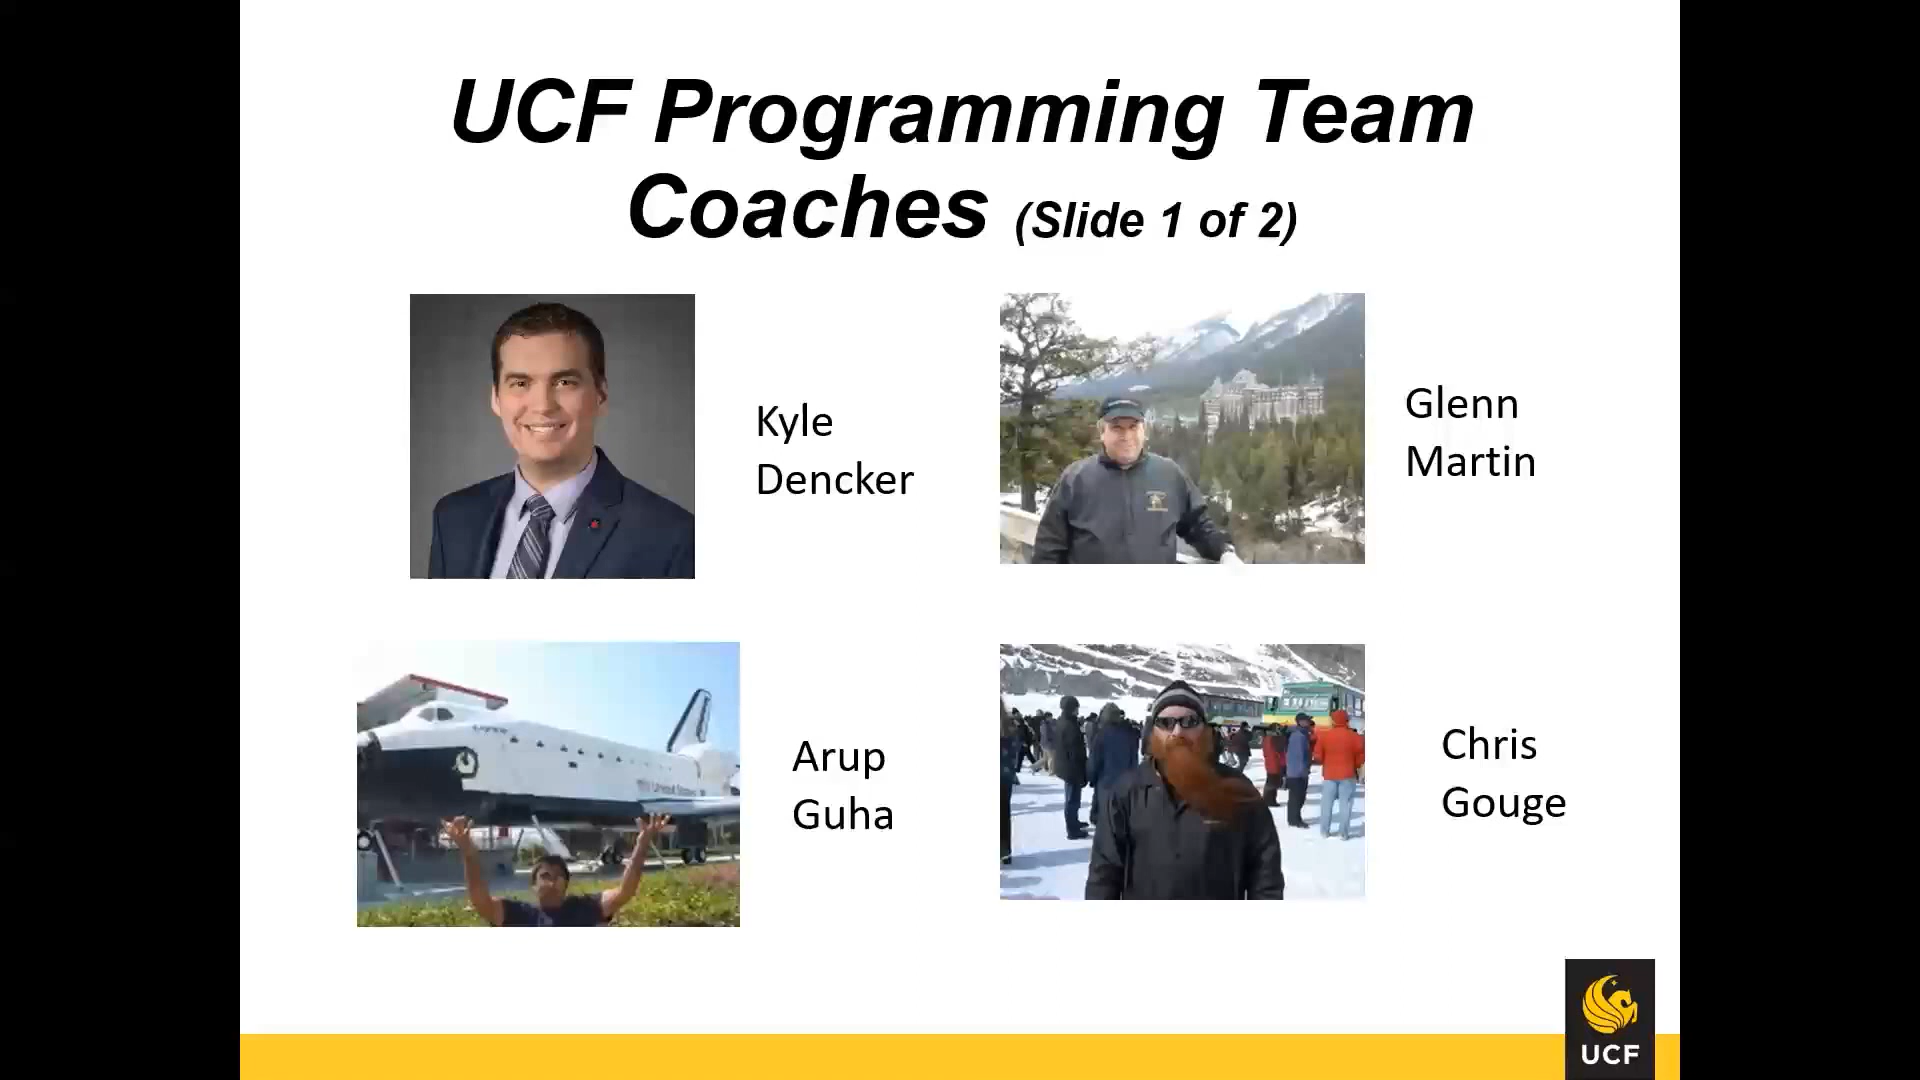 UCF Programming Team
Coaches (Slide 1 of 2)
Kyle
Dencker
Glenn
Martin
Arup
Guha
Chris
Gouge
UCF